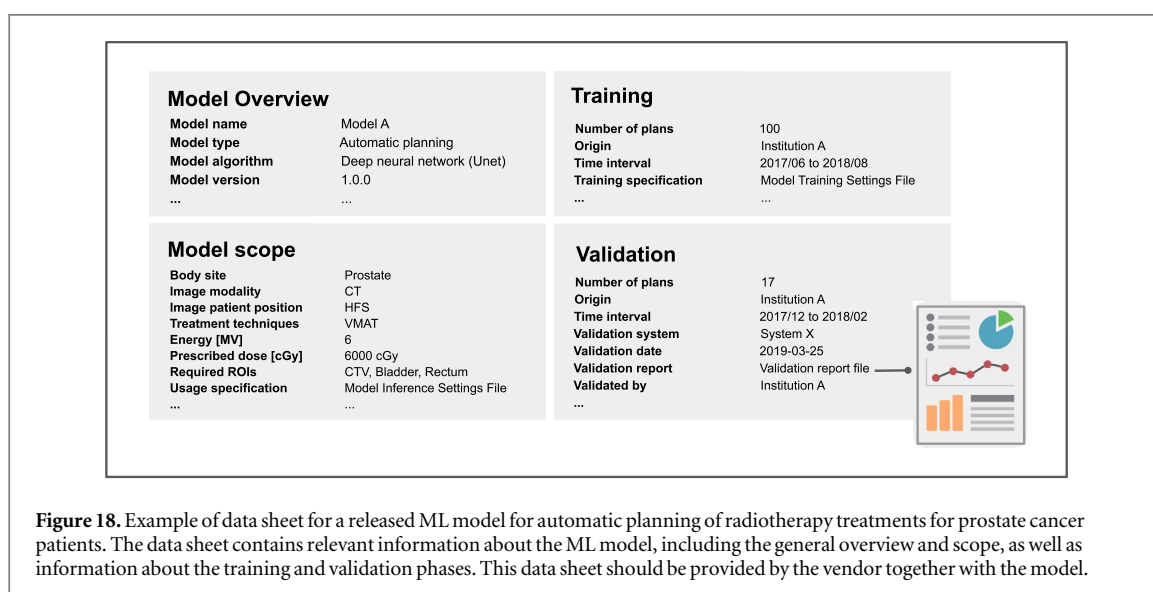 Model Overview
Model name Model A
Model type Automatic planning
Model algorithm Deep neural network (Unet)
Model version 1.0.0
... ...
Training
Number of plans 100
Origin Institution A
Time interval 2017/06 to 2018/08
Training specification Model Training Settings File
... ...
Model scope
Body site Prostate
Image modality CT
Image patient position HFS
Treatment techniques VMAT
Energy [MV] 6
Prescribed dose [cGy] 6000 cGy
Required ROIs CTV, Bladder, Rectum
Usage specification Model Inference Settings File
... ...
Validation
Number of plans 17
Origin Institution A
Time interval 2017/12 to 2018/02
Validation system System X
Validation date 2019-03-25
Validation report Validation report file
Validated by Institution A
...
Figure 18. Example of data sheet for a released ML model for automatic planning of radiotherapy treatments for prostate cancer
patients. The data sheet contains relevant information about the ML model, including the general overview and scope, as well as
information about the training and validation phases. This data sheet should be provided by the vendor together with the model.